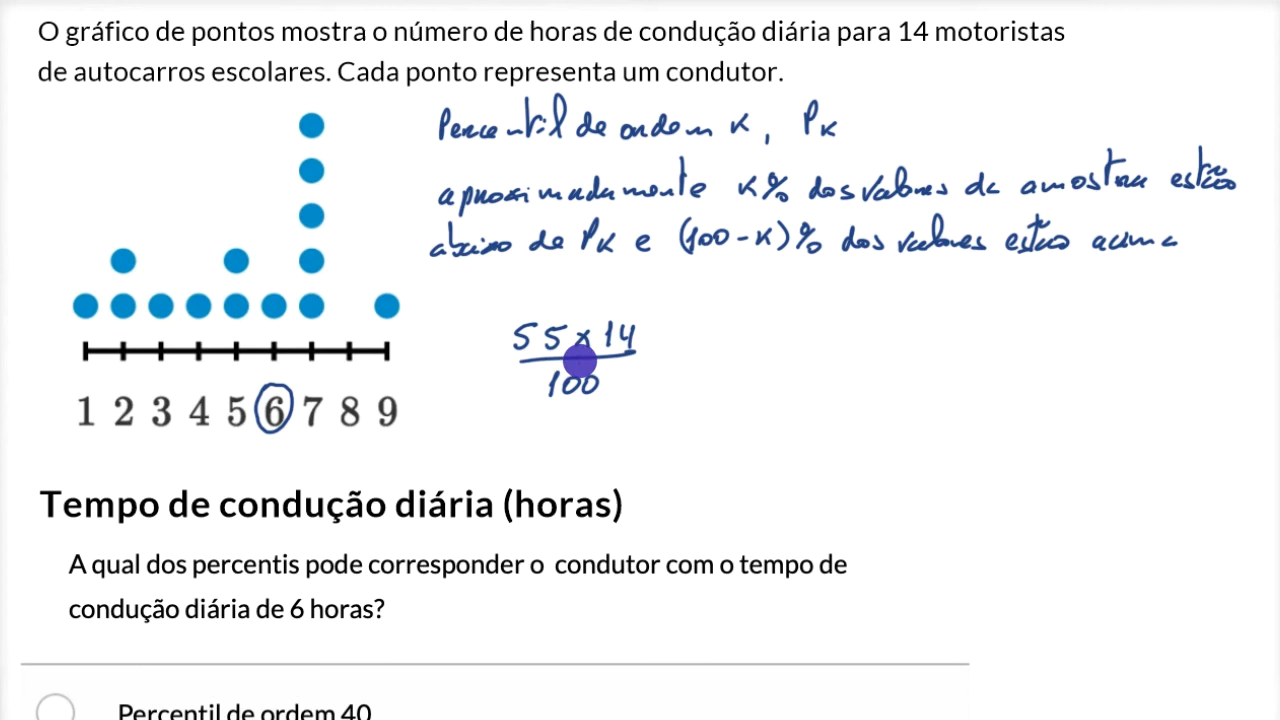 O gráfico de pontos mostra o número de horas de condução diária para 14 motoristas
de autocarros escolares. Cada ponto representa um condutor.
Percentil de ordem K, PK
aproximadamente K% dos valores da amostra estão
abaixo de PK e (100-K)% dos valores estão acima
55x14
100
1 2 3 4 5 6 7 8 9
Tempo de condução diária (horas)
A qual dos percentis pode corresponder o condutor com o tempo de
condução diária de 6 horas?
Percentil de ordem 40